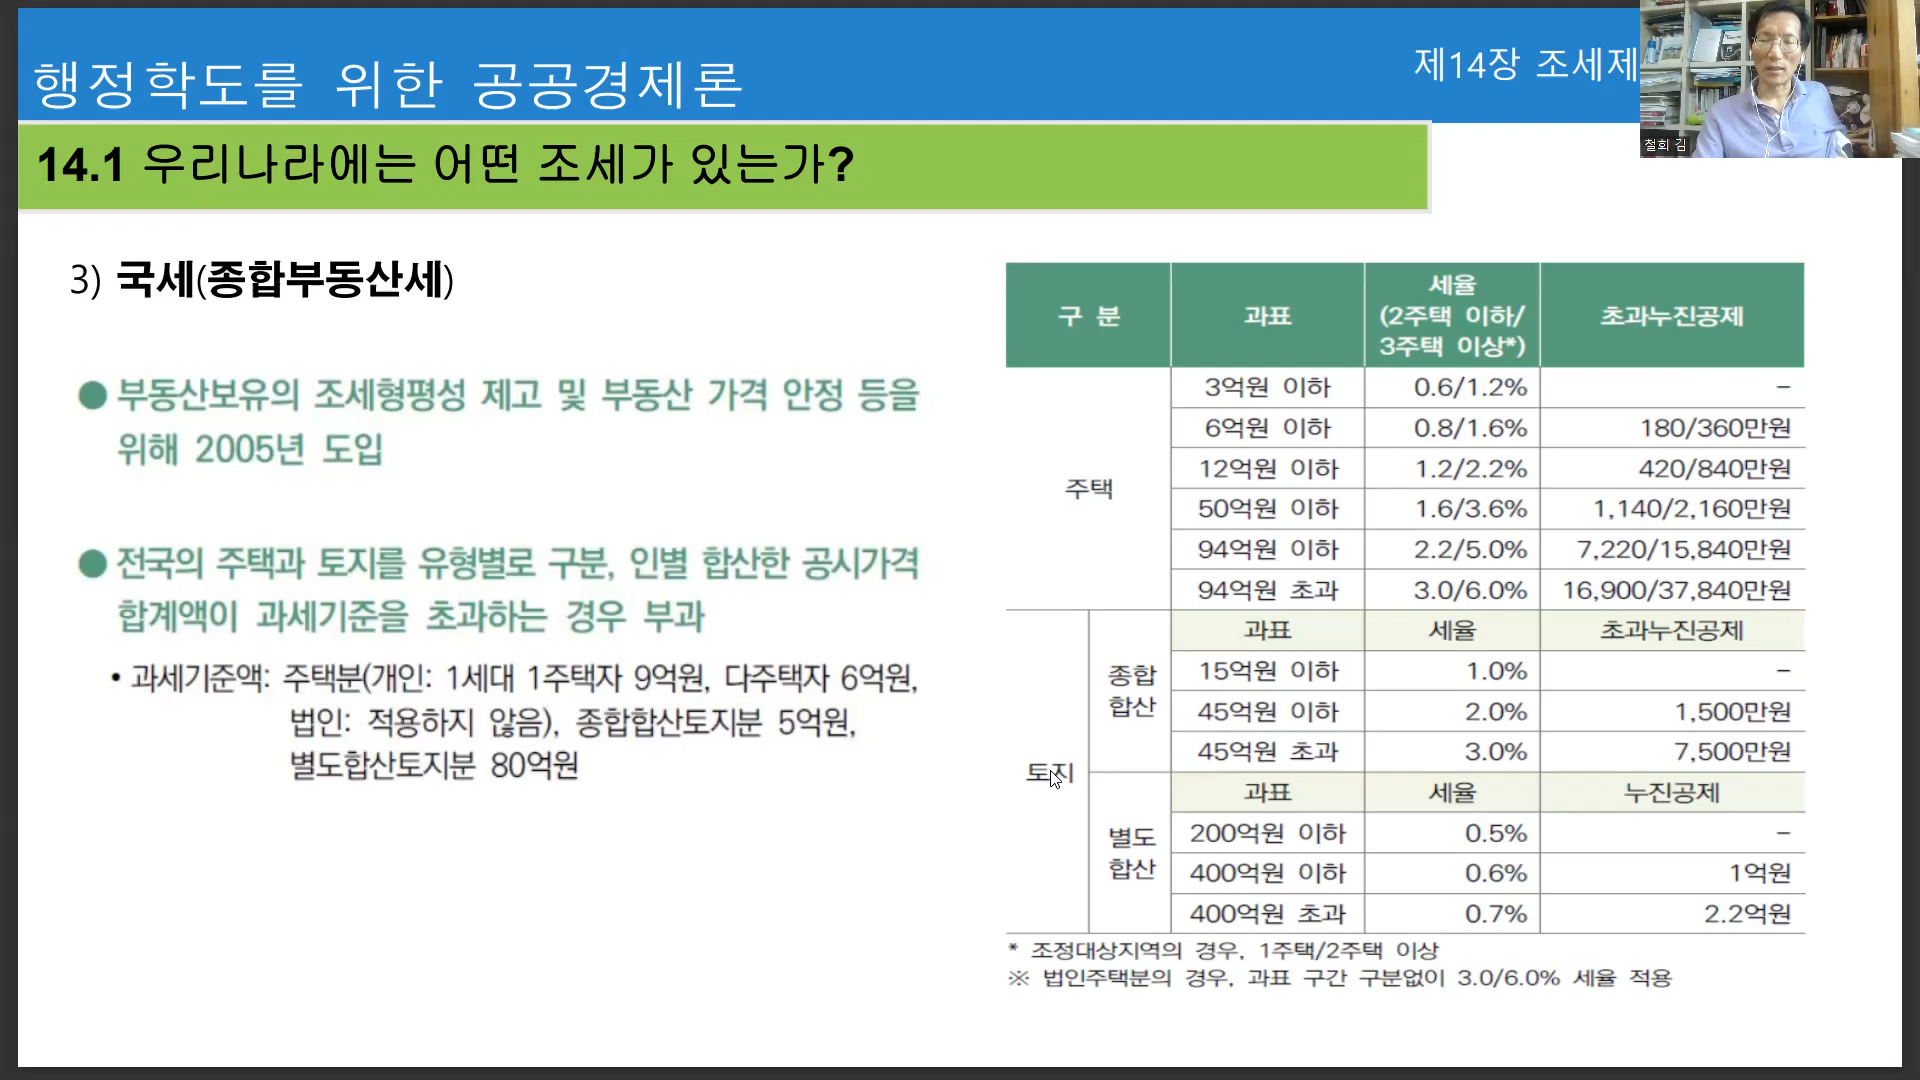 행정학도를 위한 공공경제론
제14장 조세제
철회 김
14.1 우리나라에는 어떤 조세가 있는가?
3) 국세(종합부동산세)
● 부동산보유의 조세형평성 제고 및 부동산 가격 안정 등을
위해 2005년 도입
● 전국의 주택과 토지를 유형별로 구분, 인별 합산한 공시가격
합계액이 과세기준을 초과하는 경우 부과
• 과세기준액: 주택분(개인: 1세대 1주택자 9억원, 다주택자 6억원,
법인: 적용하지 않음), 종합합산토지분 5억원,
별도합산토지분 80억원
구 분 과표 세율 (2주택 이하/ 3주택 이상*) 초과누진공제
주택
3억원 이하 0.6/1.2% –
6억원 이하 0.8/1.6% 180/360만원
12억원 이하 1.2/2.2% 420/840만원
50억원 이하 1.6/3.6% 1,140/2,160만원
94억원 이하 2.2/5.0% 7,220/15,840만원
94억원 초과 3.0/6.0% 16,900/37,840만원
토지
종합 합산
과표 세율 초과누진공제
15억원 이하 1.0% –
45억원 이하 2.0% 1,500만원
45억원 초과 3.0% 7,500만원
별도 합산
과표 세율 누진공제
200억원 이하 0.5% –
400억원 이하 0.6% 1억원
400억원 초과 0.7% 2.2억원
* 조정대상지역의 경우, 1주택/2주택 이상
※ 법인주택분의 경우, 과표 구간 구분없이 3.0/6.0% 세율 적용